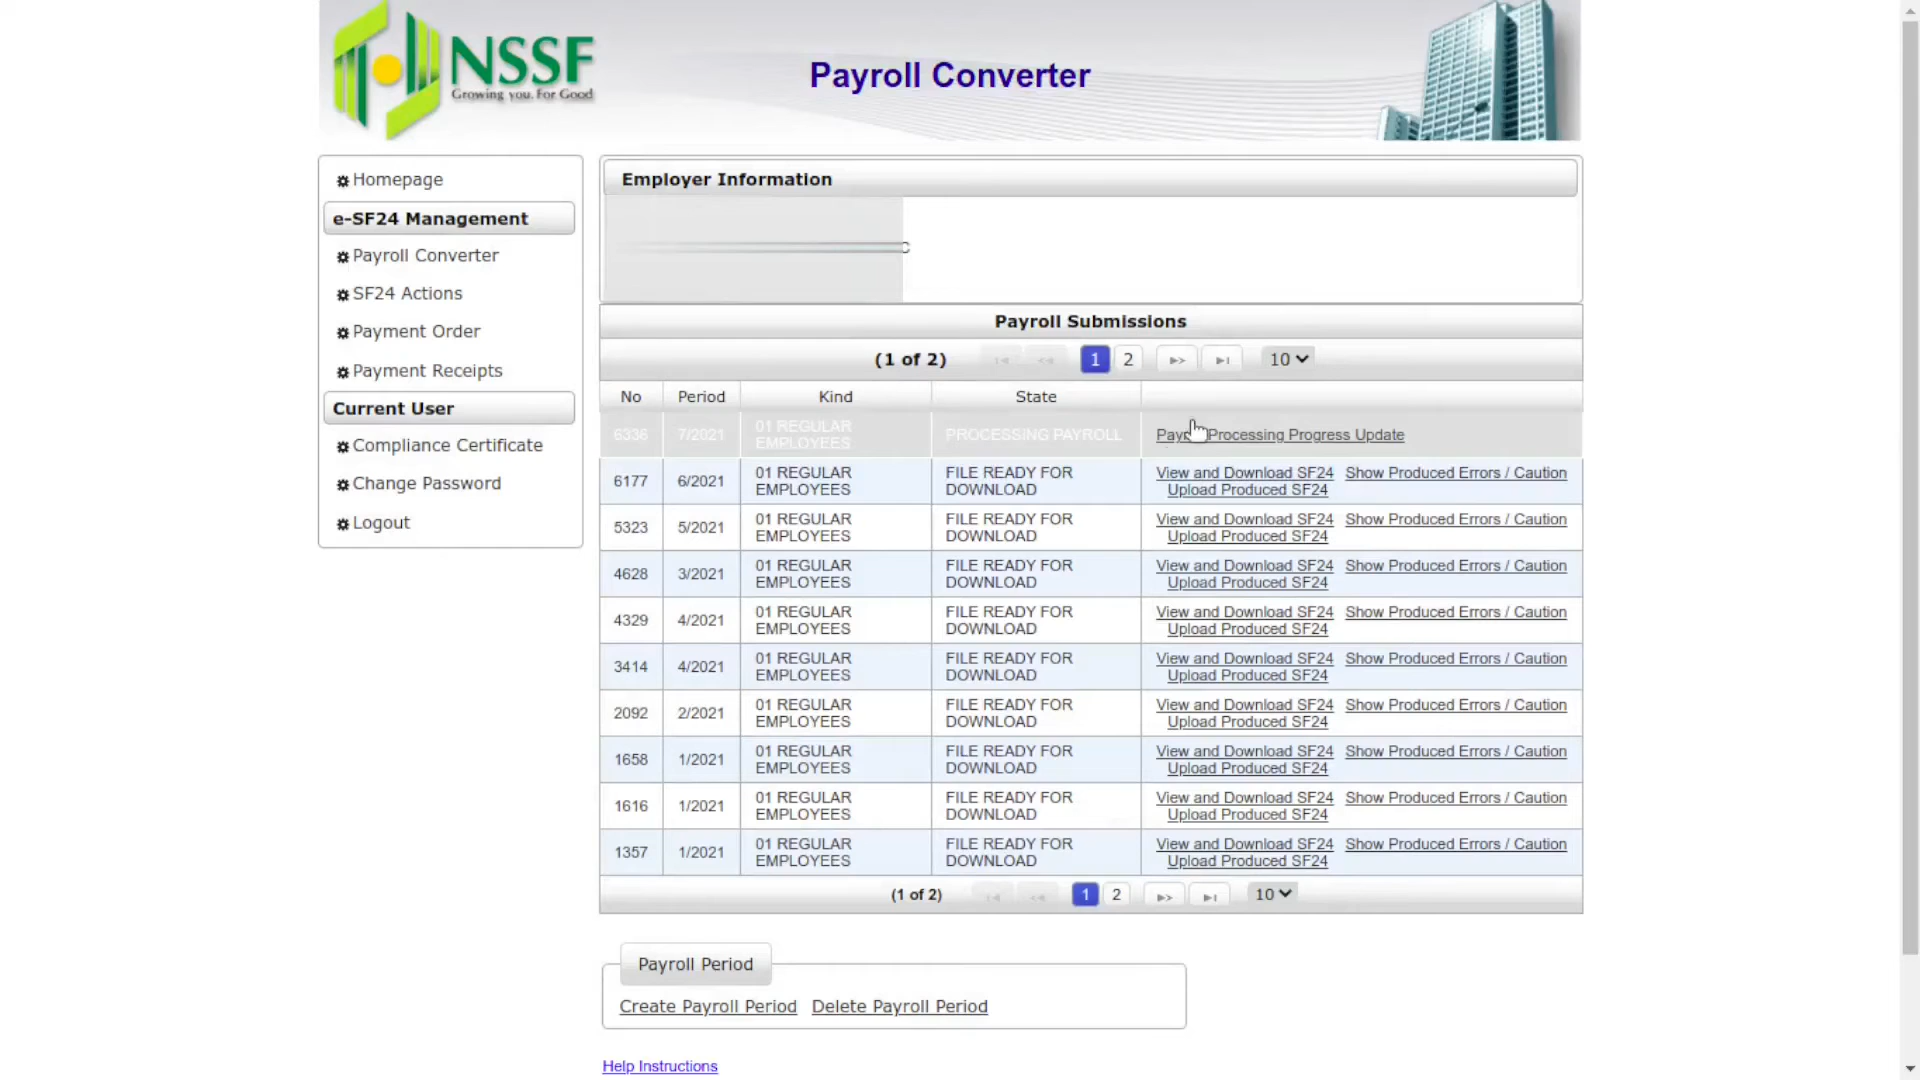 NSSF
Growing you. For Good
Payroll Converter
Homepage
e-SF24 Management
Payroll Converter
SF24 Actions
Payment Order
Payment Receipts
Current User
Compliance Certificate
Change Password
Logout
Employer Information
Payroll Submissions
(1 of 2) 1 2 10
No Period Kind State
6336 7/2021 01 REGULAR EMPLOYEES PROCESSING PAYROLL Processing Progress Update
6177 6/2021 01 REGULAR EMPLOYEES FILE READY FOR DOWNLOAD View and Download SF24 Show Produced Errors / Caution Upload Produced SF24
5323 5/2021 01 REGULAR EMPLOYEES FILE READY FOR DOWNLOAD View and Download SF24 Show Produced Errors / Caution Upload Produced SF24
4628 3/2021 01 REGULAR EMPLOYEES FILE READY FOR DOWNLOAD View and Download SF24 Show Produced Errors / Caution Upload Produced SF24
4329 4/2021 01 REGULAR EMPLOYEES FILE READY FOR DOWNLOAD View and Download SF24 Show Produced Errors / Caution Upload Produced SF24
3414 4/2021 01 REGULAR EMPLOYEES FILE READY FOR DOWNLOAD View and Download SF24 Show Produced Errors / Caution Upload Produced SF24
2092 2/2021 01 REGULAR EMPLOYEES FILE READY FOR DOWNLOAD View and Download SF24 Show Produced Errors / Caution Upload Produced SF24
1658 1/2021 01 REGULAR EMPLOYEES FILE READY FOR DOWNLOAD View and Download SF24 Show Produced Errors / Caution Upload Produced SF24
1616 1/2021 01 REGULAR EMPLOYEES FILE READY FOR DOWNLOAD View and Download SF24 Show Produced Errors / Caution Upload Produced SF24
1357 1/2021 01 REGULAR EMPLOYEES FILE READY FOR DOWNLOAD View and Download SF24 Show Produced Errors / Caution Upload Produced SF24
(1 of 2) 1 2 10
Payroll Period
Create Payroll Period Delete Payroll Period
Help Instructions